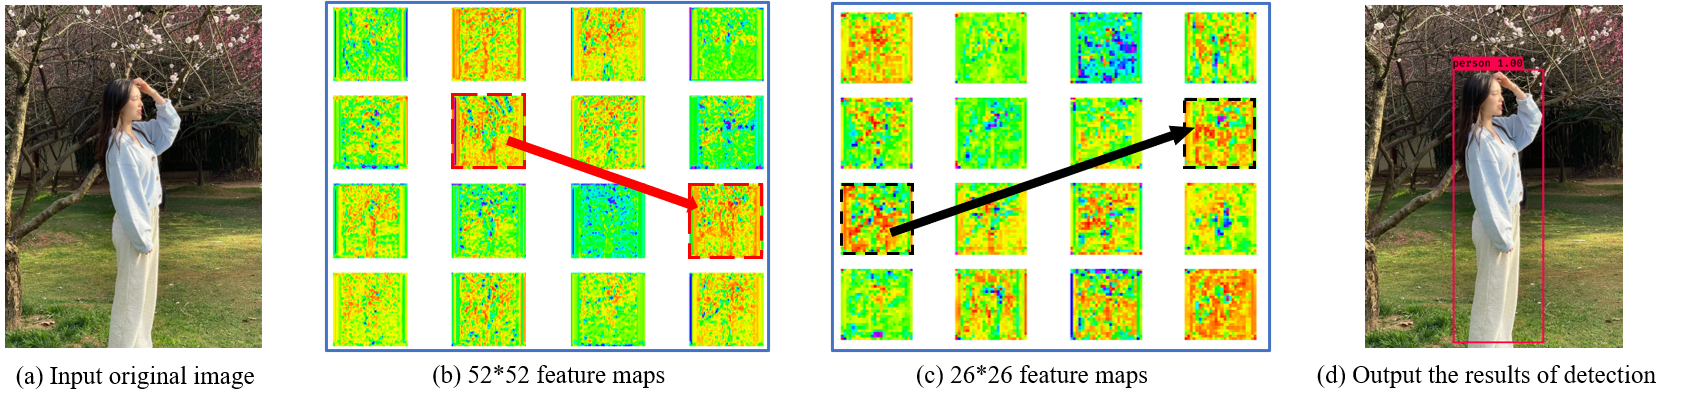 person 1.00
(a) Input original image
(b) 52*52 feature maps
(c) 26*26 feature maps
(d) Output the results of detection